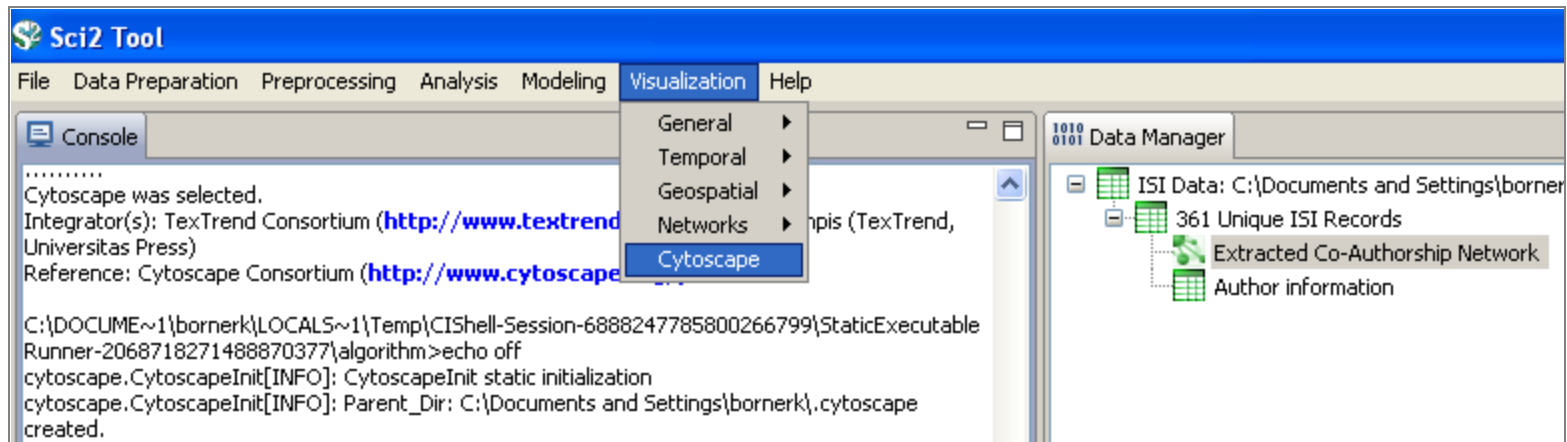 Sci2 Tool
File Data Preparation Preprocessing Analysis Modeling Visualization Help
General
Temporal
Geospatial
Networks
Cytoscape
Console
..........
Cytoscape was selected.
Integrator(s): TexTrend Consortium (http://www.textrend mpis (TexTrend,
Universitas Press)
Reference: Cytoscape Consortium (http://www.cytoscape
C:\DOCUME~1\bornerk\LOCALS~1\Temp\CIShell-Session-6888247785800266799\StaticExecutable
Runner-2068718271488870377\algorithm>echo off
cytoscape.CytoscapeInit[INFO]: CytoscapeInit static initialization
cytoscape.CytoscapeInit[INFO]: Parent_Dir: C:\Documents and Settings\bornerk\.cytoscape
created.
1010
0101 Data Manager
ISI Data: C:\Documents and Settings\borner
361 Unique ISI Records
Extracted Co-Authorship Network
Author information